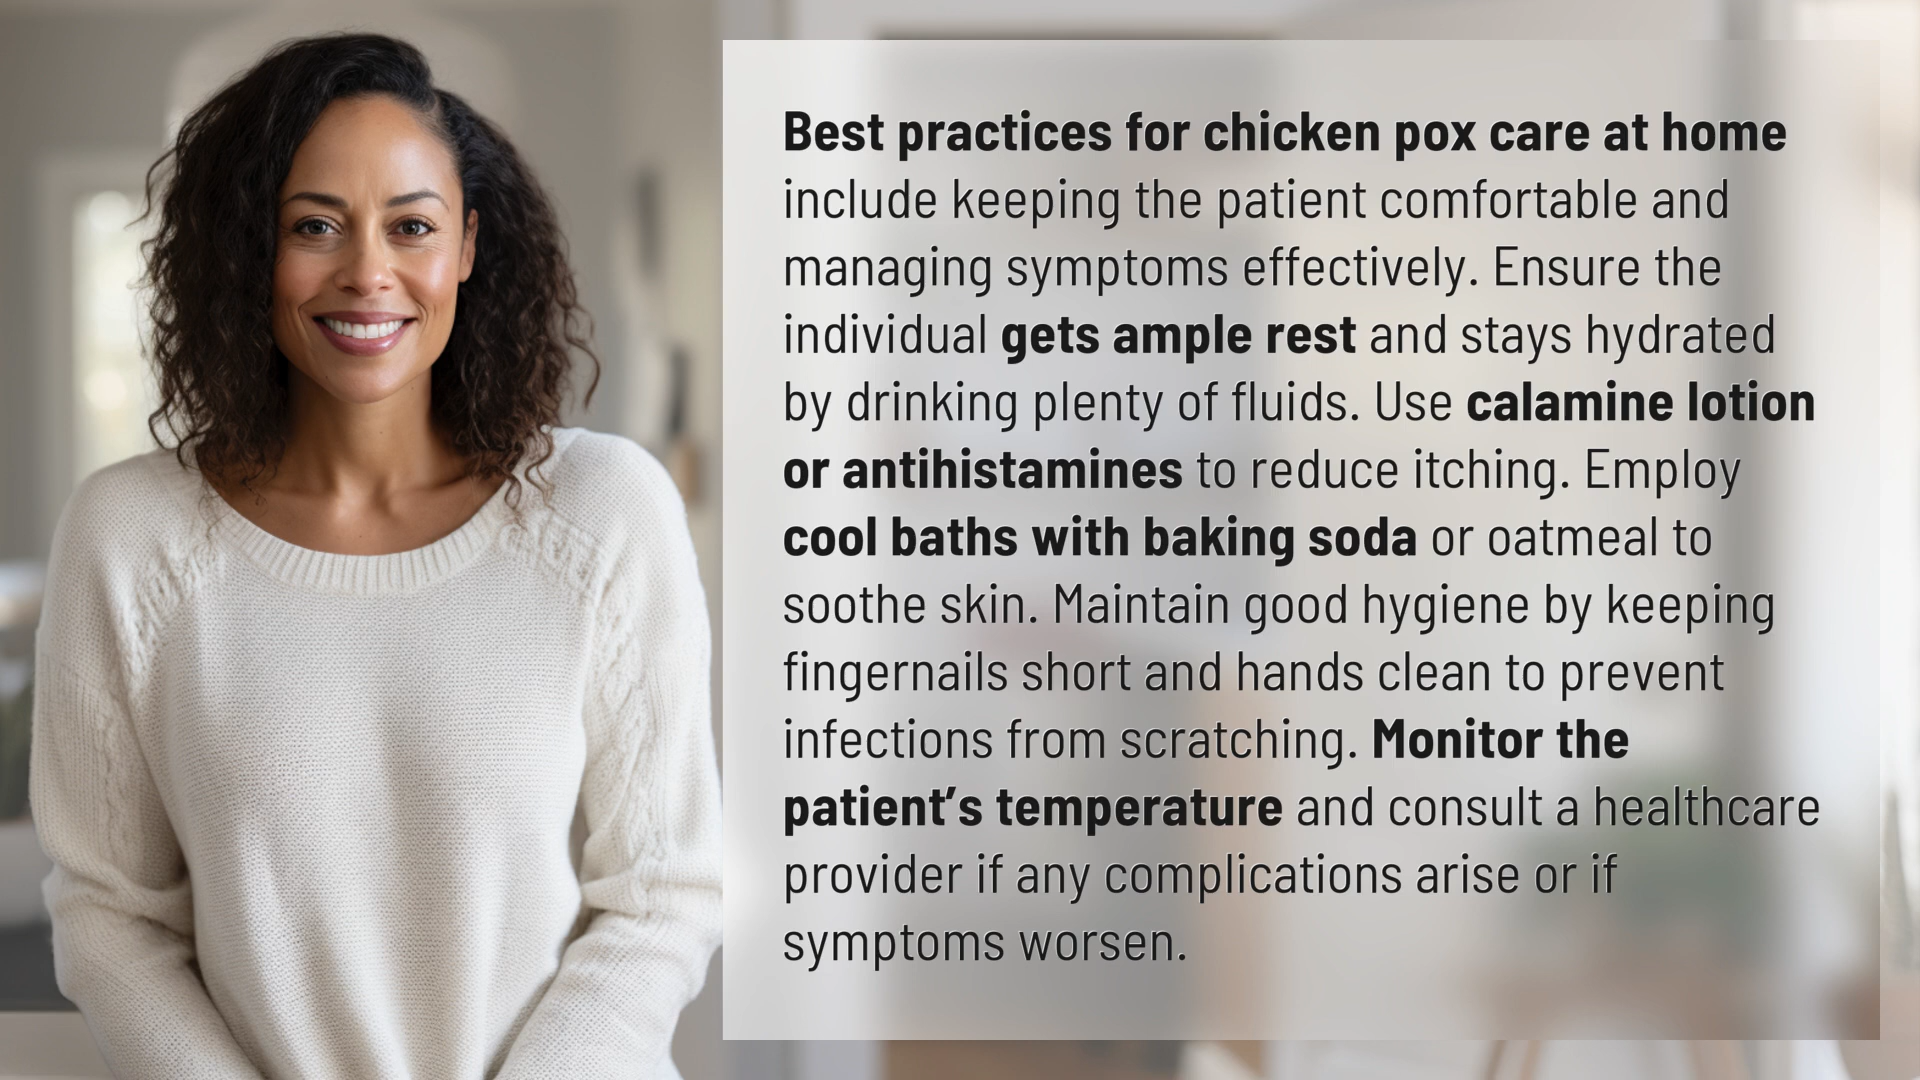 Best practices for chicken pox care at home
include keeping the patient comfortable and
managing symptoms effectively. Ensure the
individual gets ample rest and stays hydrated
by drinking plenty of fluids. Use calamine lotion
or antihistamines to reduce itching. Employ
cool baths with baking soda or oatmeal to
soothe skin. Maintain good hygiene by keeping
fingernails short and hands clean to prevent
infections from scratching. Monitor the
patient’s temperature and consult a healthcare
provider if any complications arise or if
symptoms worsen.